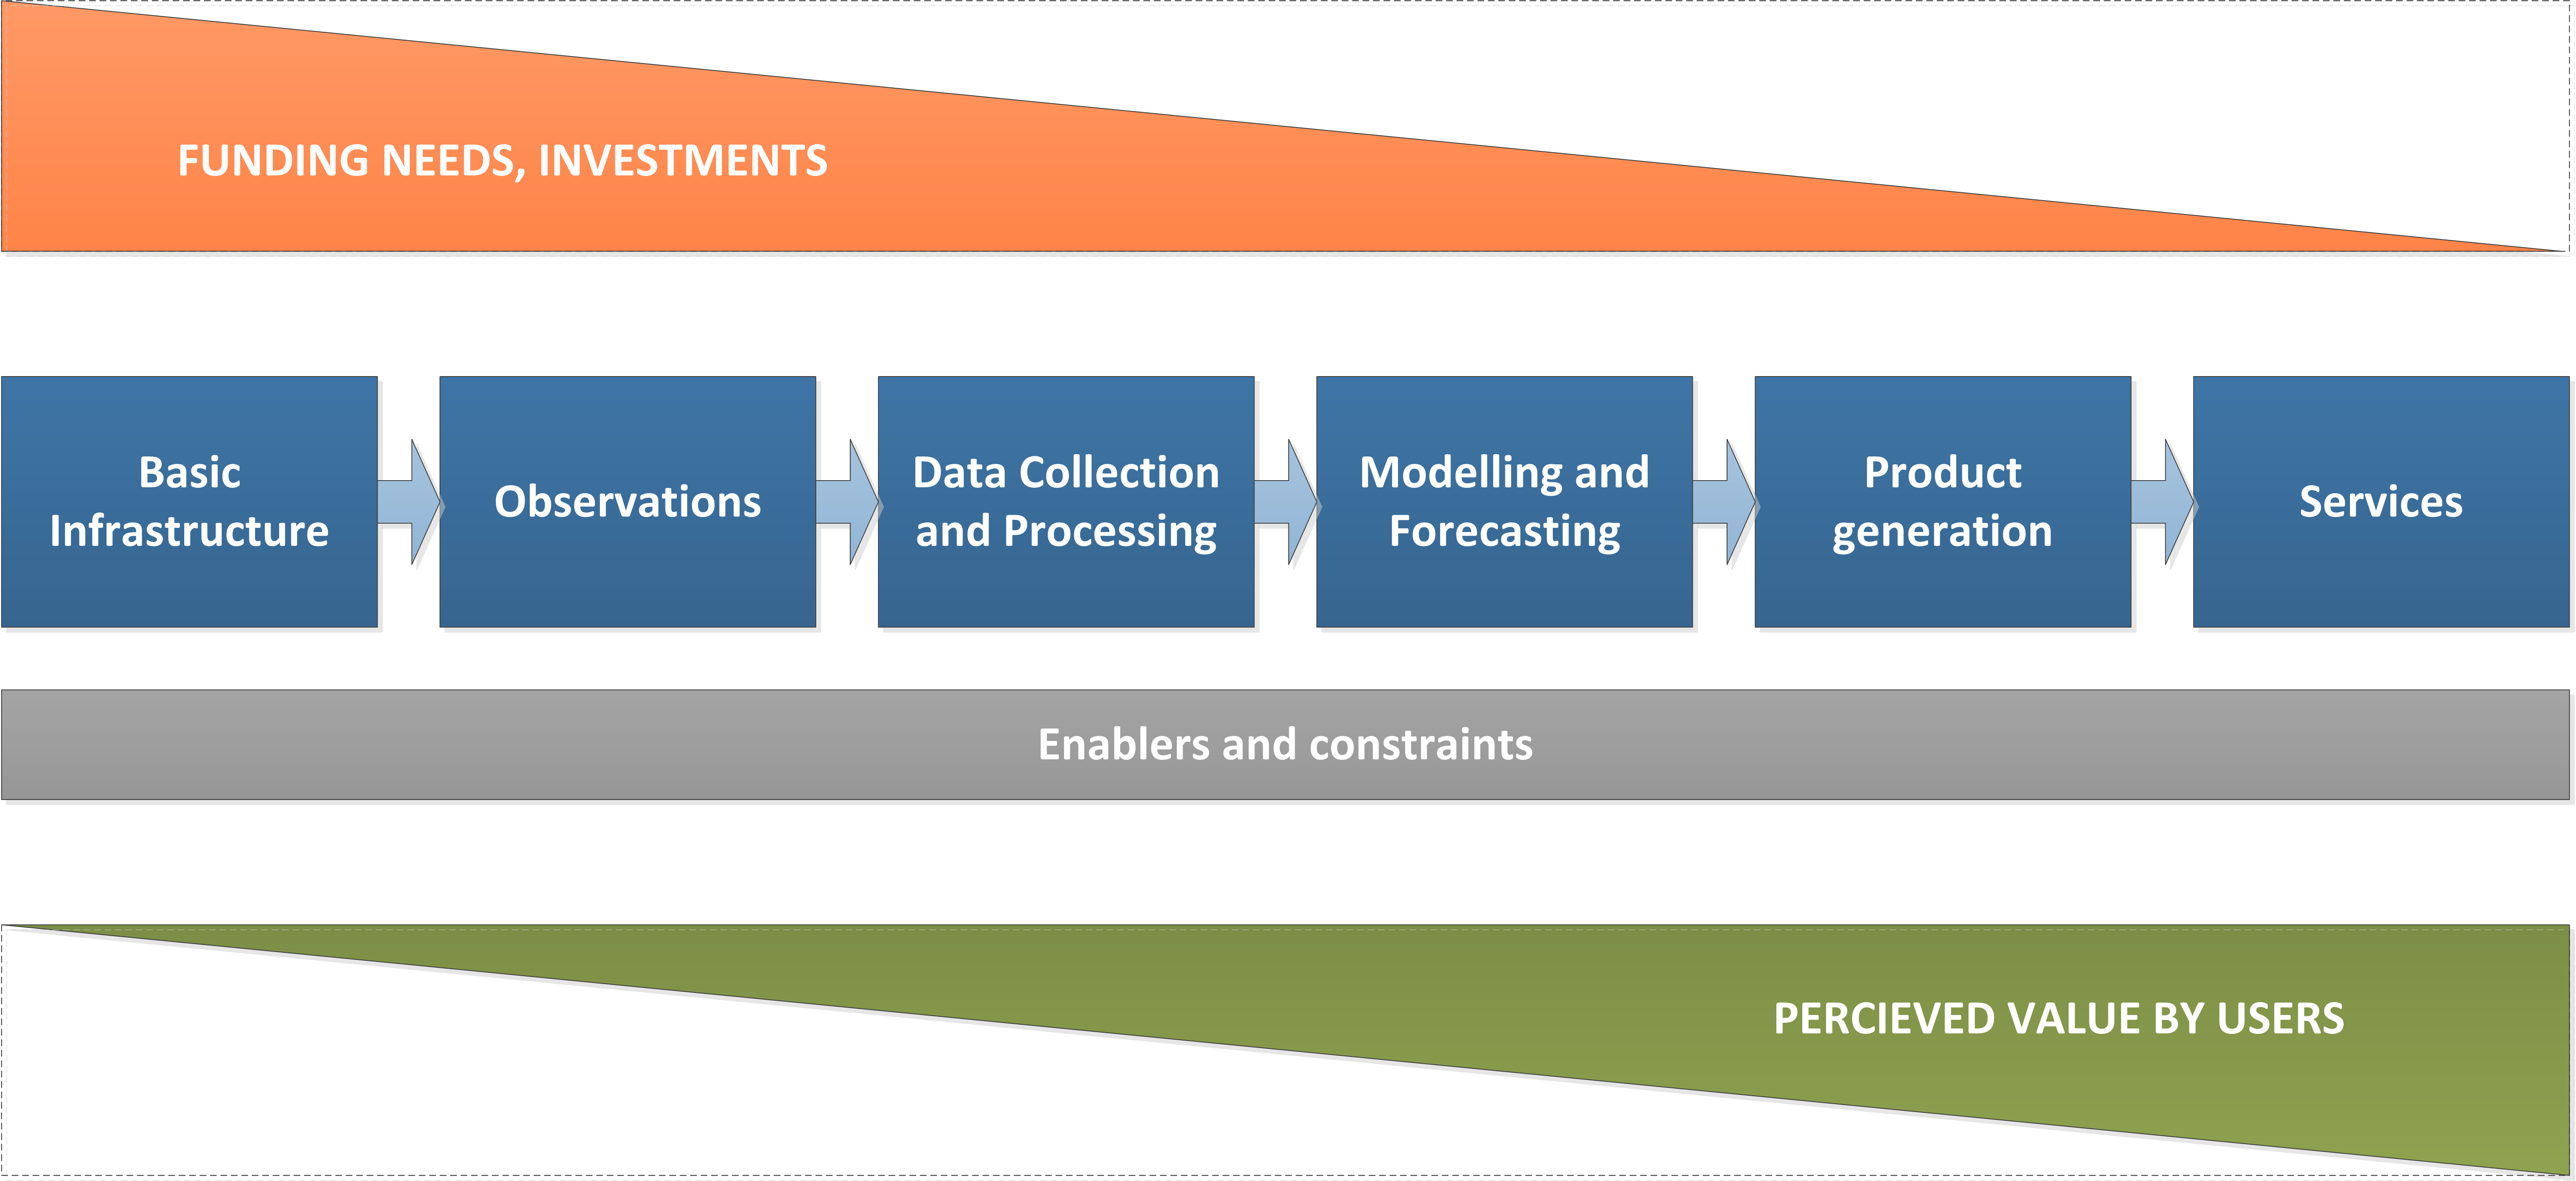 FUNDING NEEDS, INVESTMENTS
Basic
Infrastructure
Observations
Data Collection
and Processing
Modelling and
Forecasting
Product
generation
Services
Enablers and constraints
PERCIEVED VALUE BY USERS